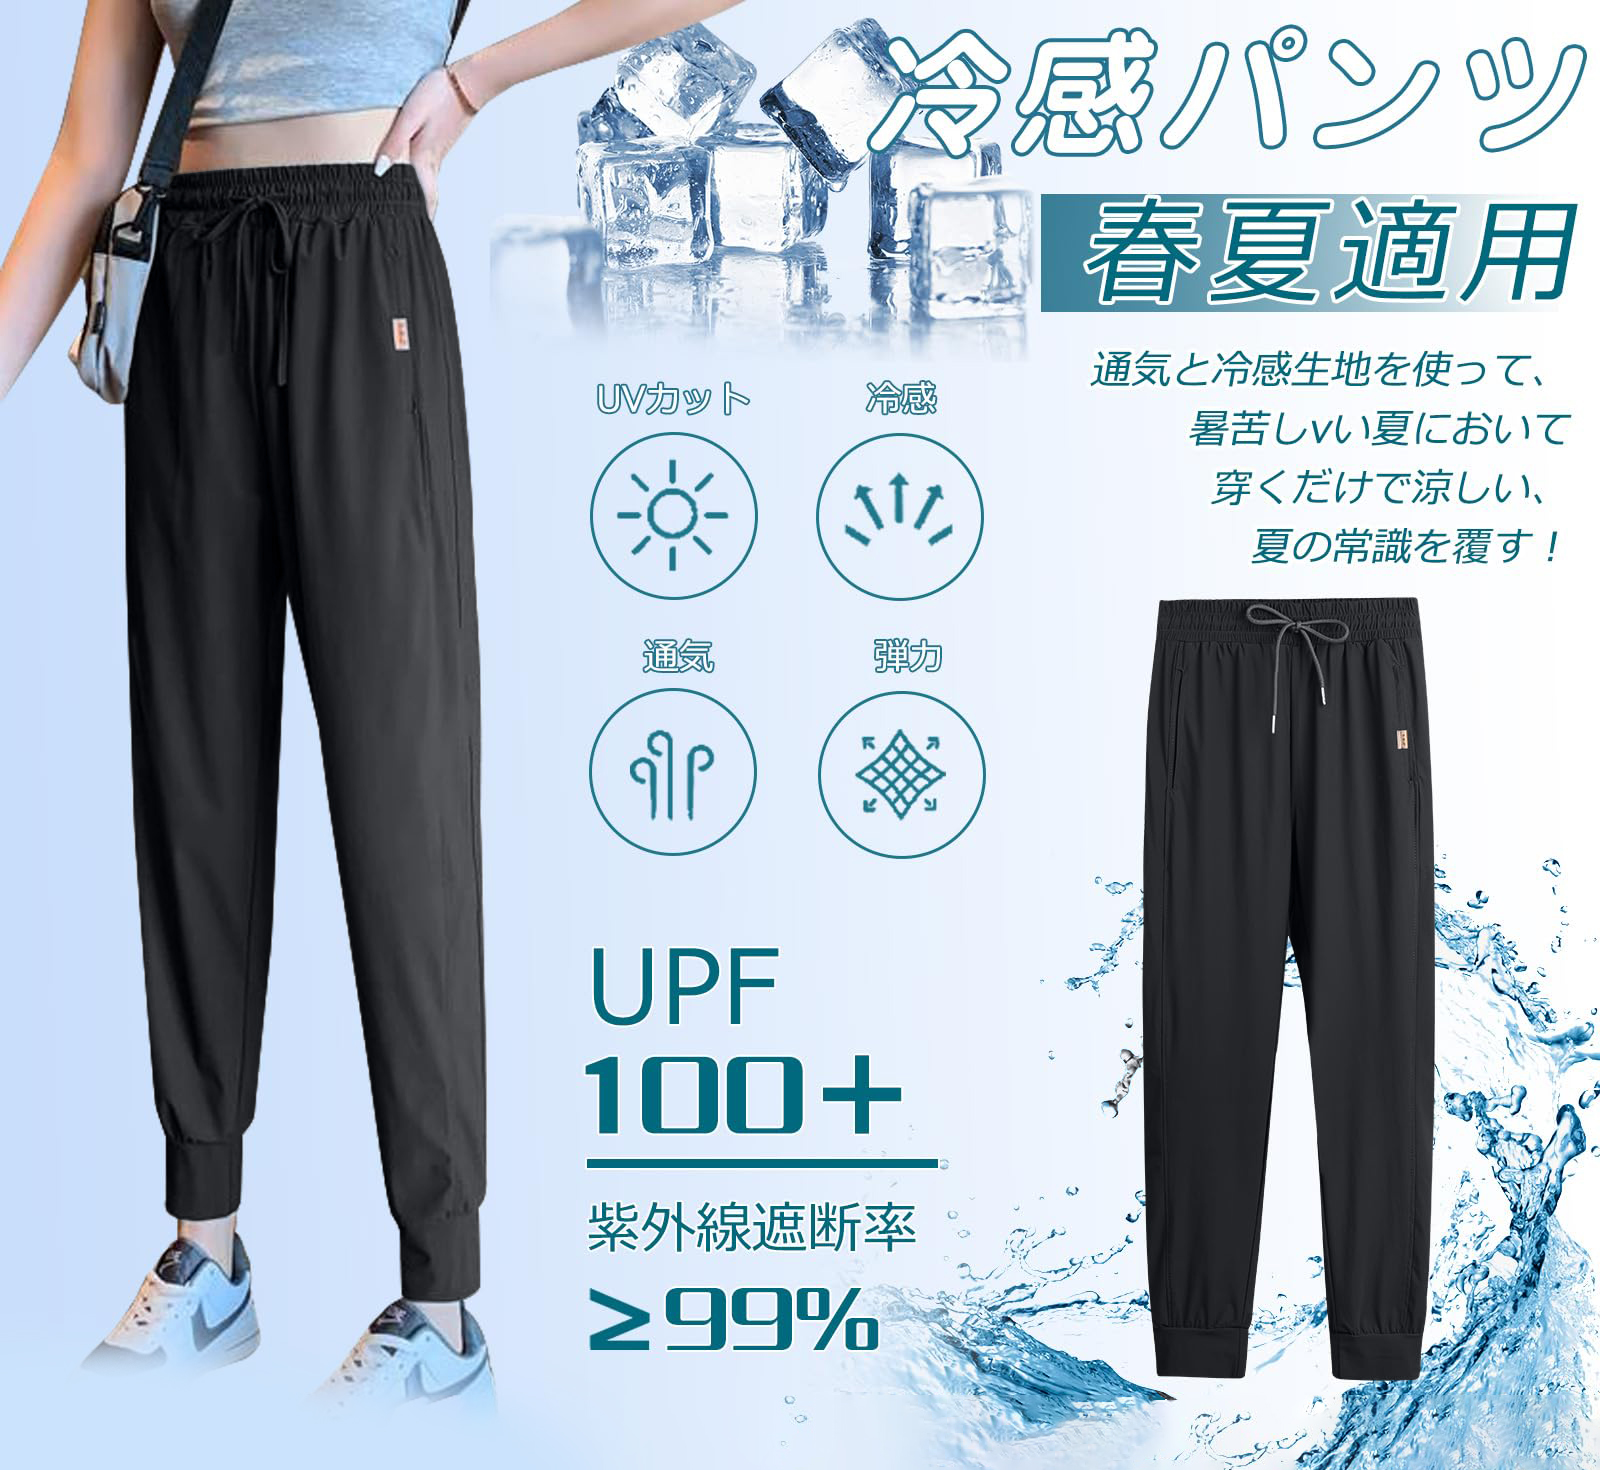 冷感パンツ
春夏適用
通気と冷感生地を使って、
暑苦しvい夏において
穿くだけで涼しい、
夏の常識を覆す！
UVカット
冷感
通気
弾力
UPF
100+
紫外線遮断率
≥99%